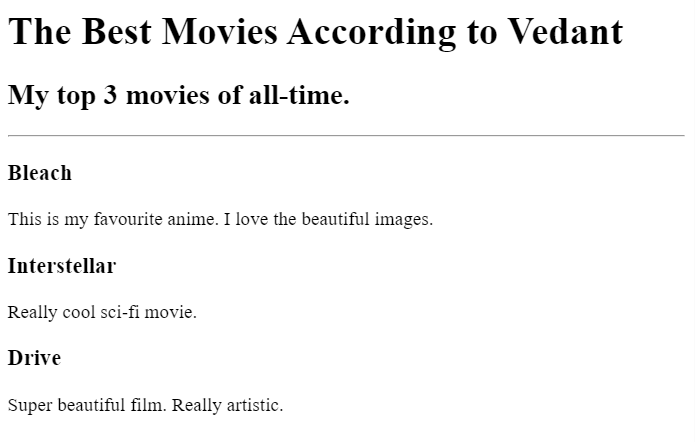 The Best Movies According to Vedant
My top 3 movies of all-time.
Bleach
This is my favourite anime. I love the beautiful images.
Interstellar
Really cool sci-fi movie.
Drive
Super beautiful film. Really artistic.